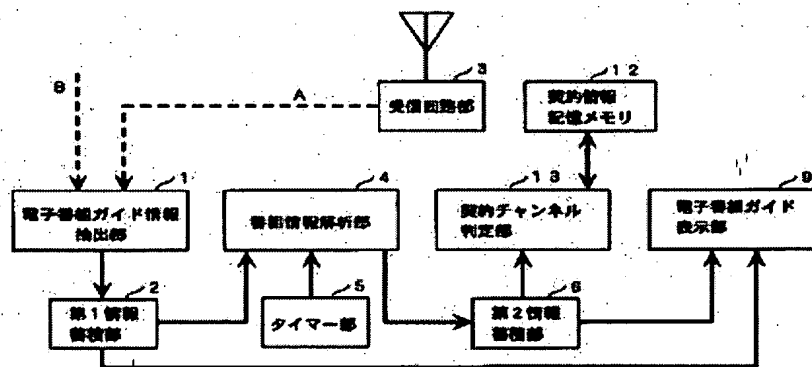 3
１２
受信回路部
契約情報
記憶メモリ
B
A
1
4
１３
9
電子番組ガイド情報
抽出部
番組情報解析部
契約チャンネル
判定部
電子番組ガイド
表示部
2
5
6
第１情報
蓄積部
タイマー部
第２情報
蓄積部